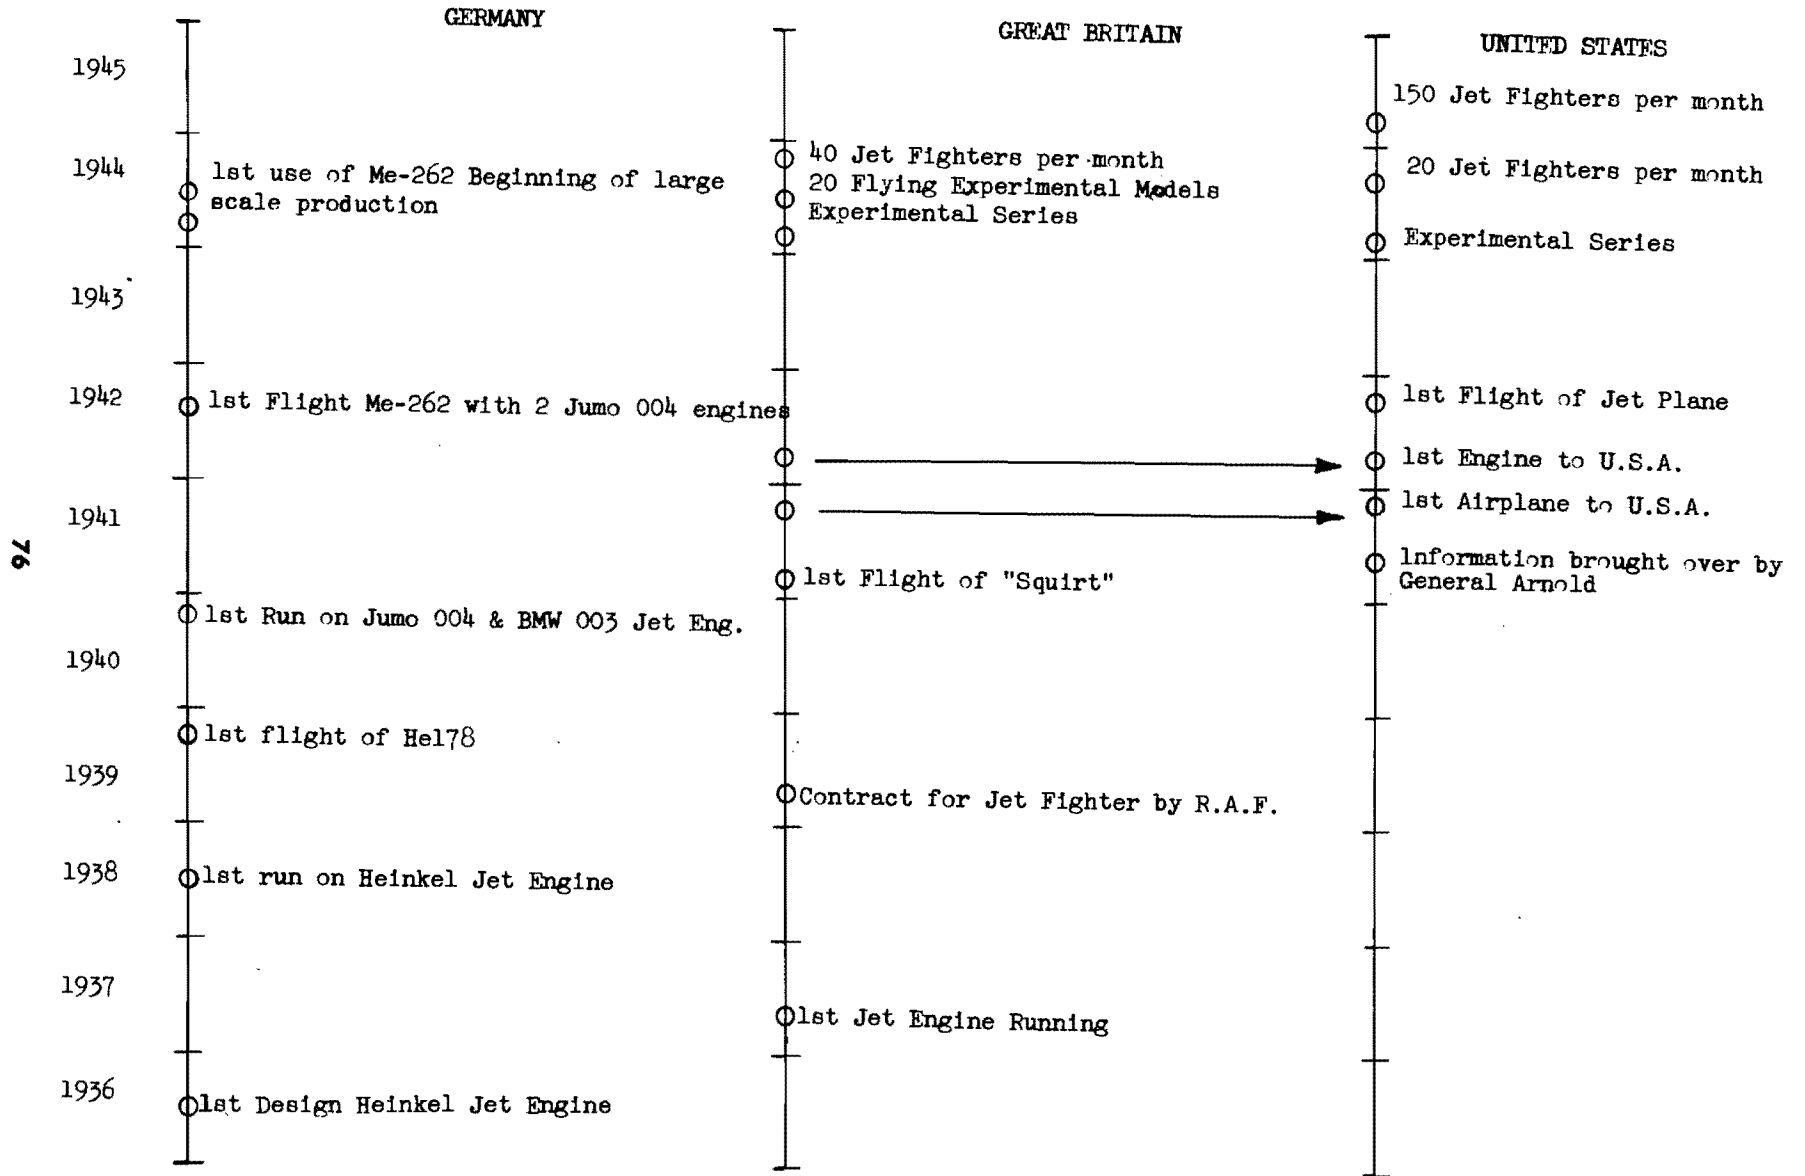 GERMANY
GREAT BRITAIN
UNITED STATES
1945
150 Jet Fighters per month
1944
1st use of Me-262 Beginning of large
scale production
40 Jet Fighters per month
20 Flying Experimental Models
Experimental Series
20 Jet Fighters per month
Experimental Series
1943
1942
1st Flight Me-262 with 2 Jumo 004 engines
1st Flight of Jet Plane
1st Engine to U.S.A.
1941
1st Airplane to U.S.A.
76
1st Flight of "Squirt"
Information brought over by
General Arnold
1st Run on Jumo 004 & BMW 003 Jet Eng.
1940
1st flight of He178
1939
Contract for Jet Fighter by R.A.F.
1938
1st run on Heinkel Jet Engine
1937
1st Jet Engine Running
1936
1st Design Heinkel Jet Engine